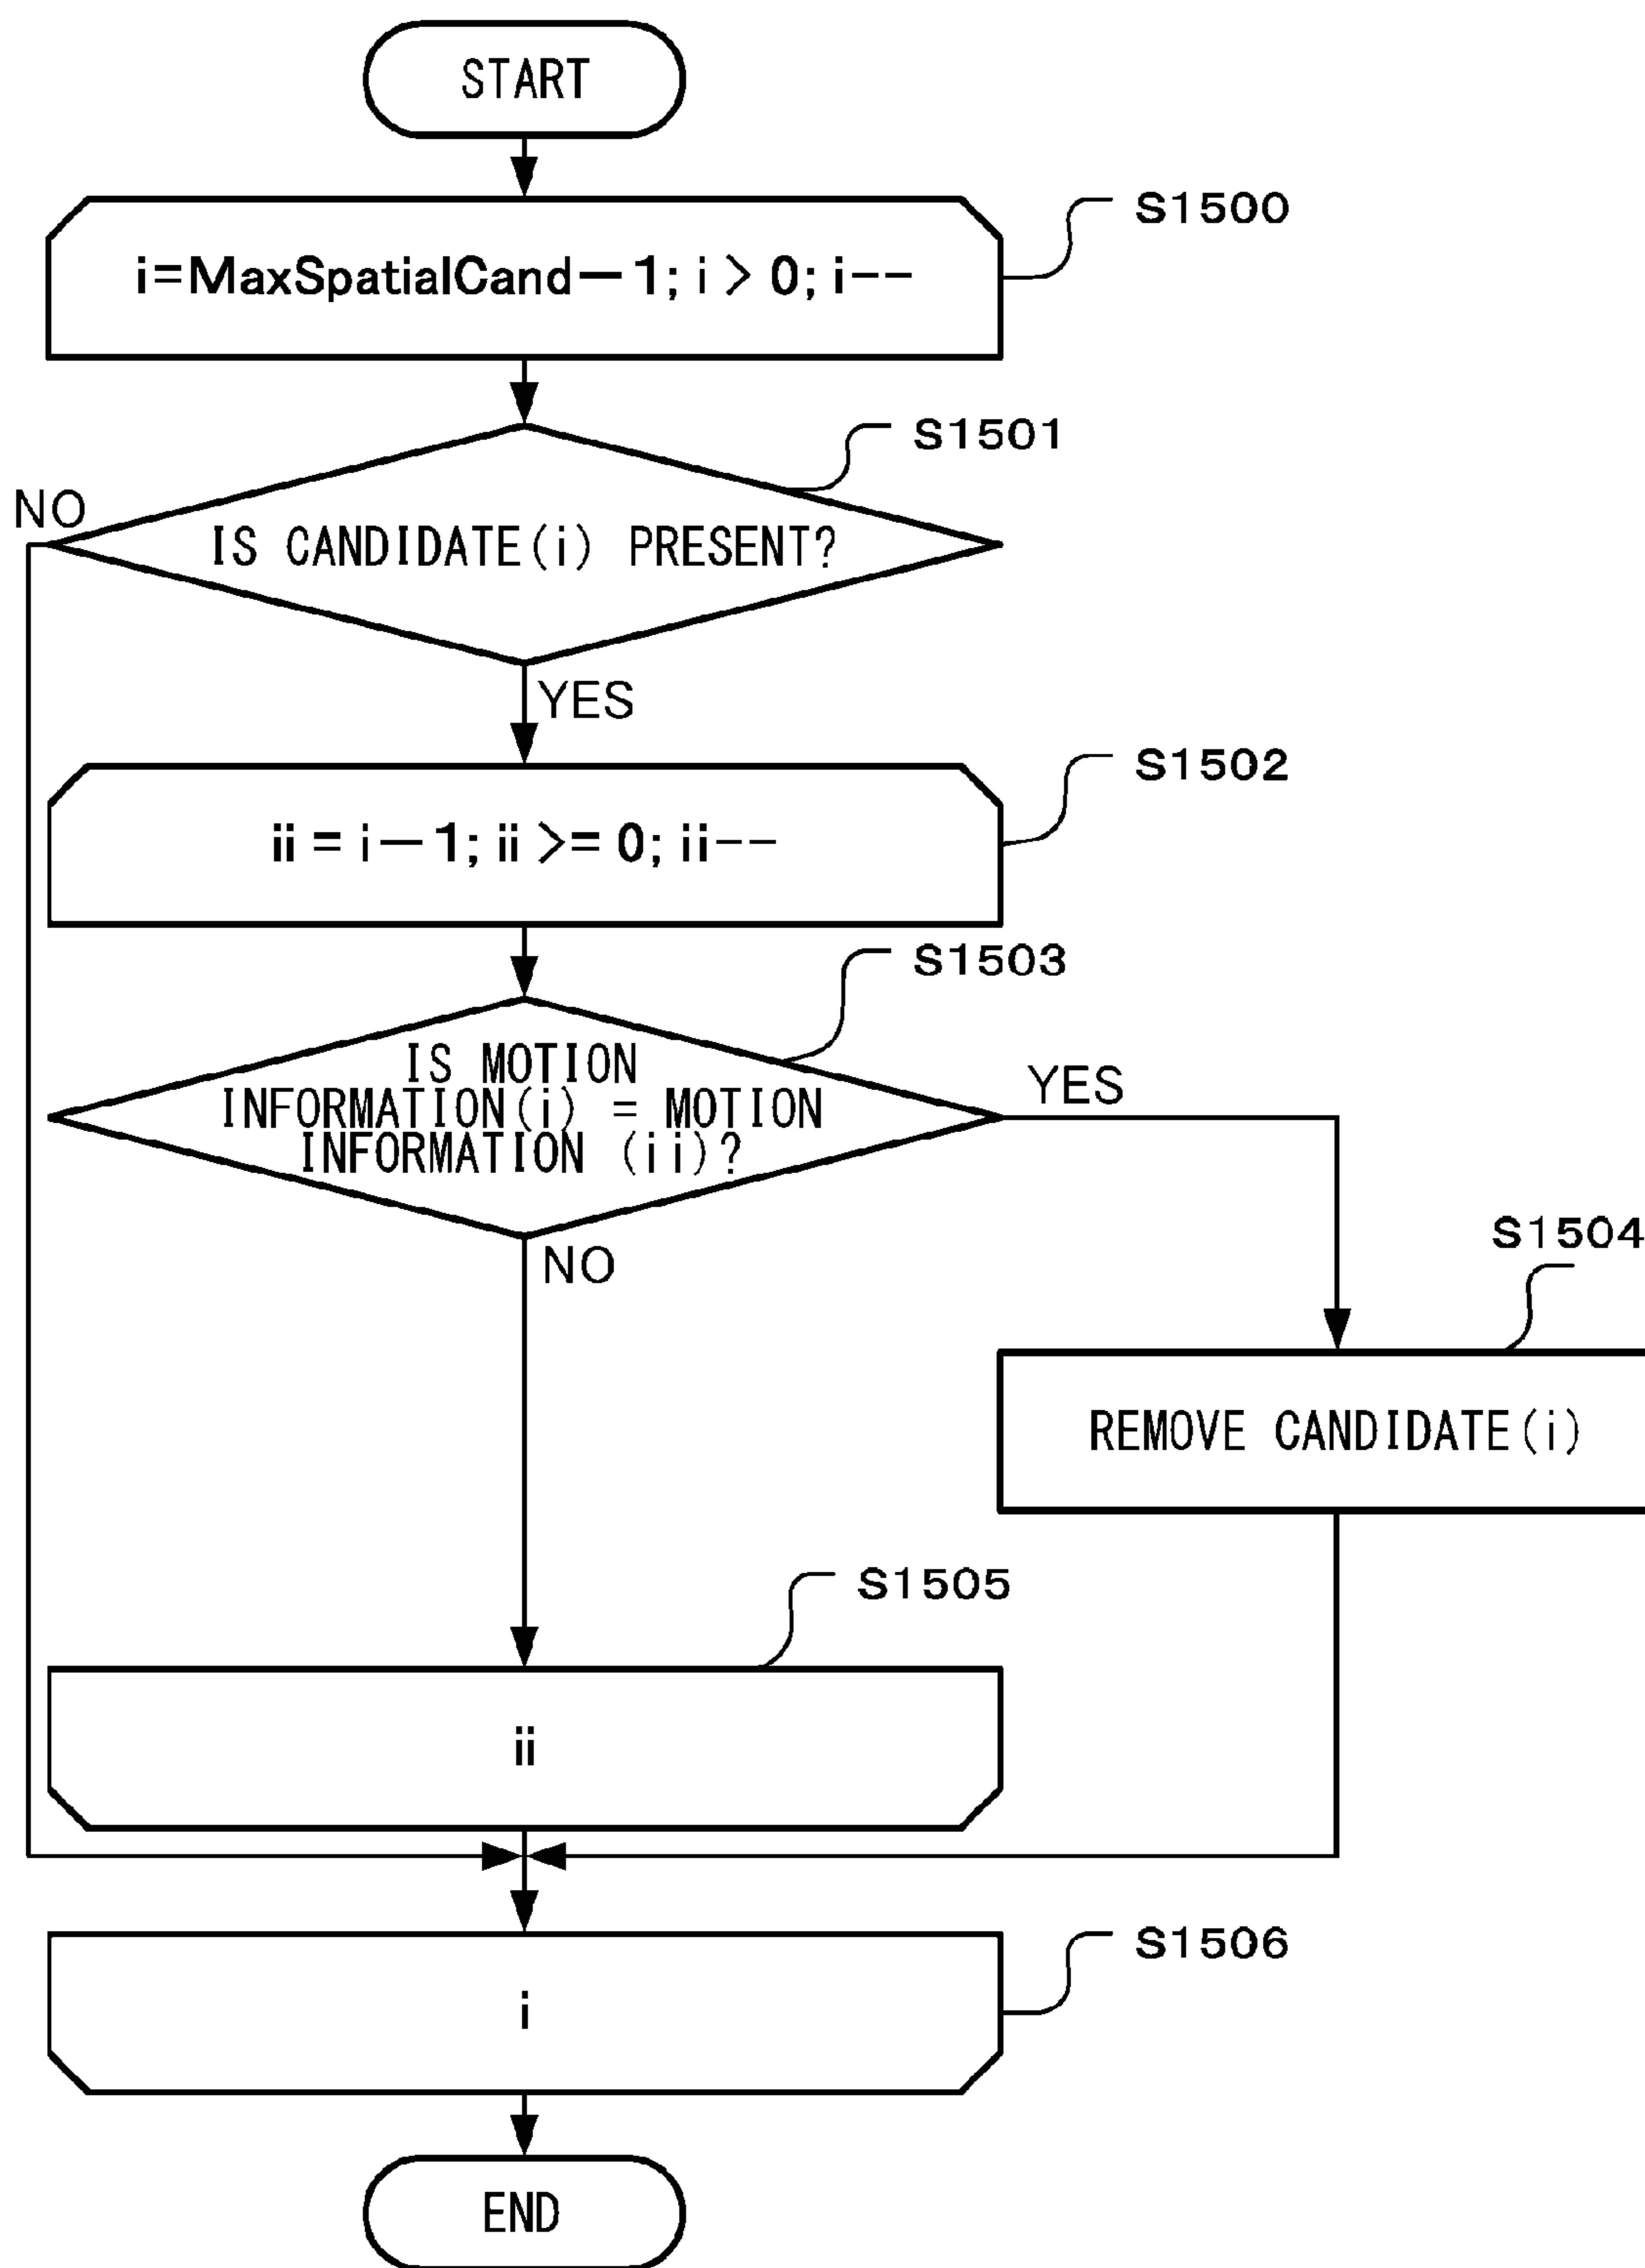 START
S1500
i=MaxSpatialCand-1; i > 0; i--
S1501
NO
IS CANDIDATE(i) PRESENT?
YES
S1502
ii = i-1; ii >= 0; ii--
S1503
IS MOTION
INFORMATION(i) = MOTION
INFORMATION (ii)?
YES
NO
S1504
REMOVE CANDIDATE(i)
S1505
ii
S1506
i
END